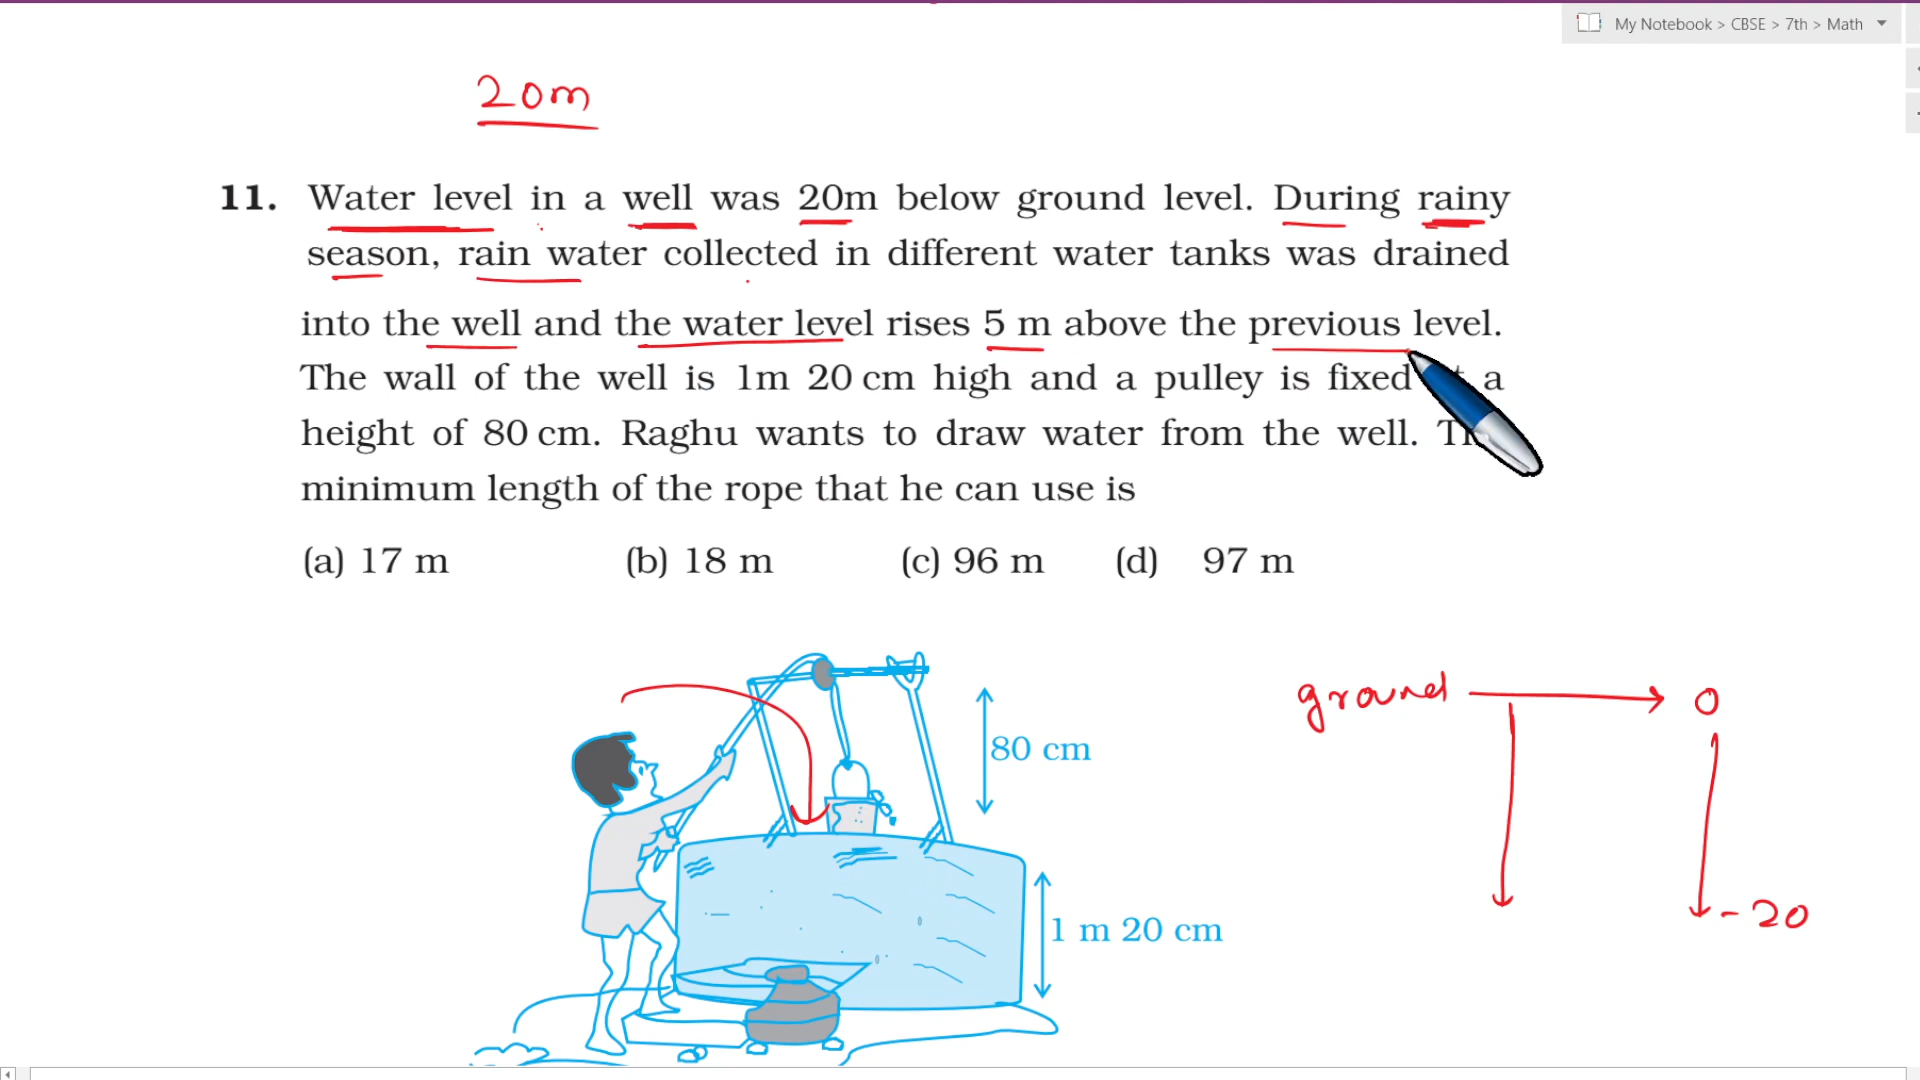 My Notebook > CBSE > 7th > Math
20m
11. Water level in a well was 20m below ground level. During rainy
season, rain water collected in different water tanks was drained
into the well and the water level rises 5 m above the previous level.
The wall of the well is 1m 20 cm high and a pulley is fixed a
height of 80 cm. Raghu wants to draw water from the well.
minimum length of the rope that he can use is
(a) 17 m (b) 18 m (c) 96 m (d) 97 m
ground 0
80 cm
1 m 20 cm
-20